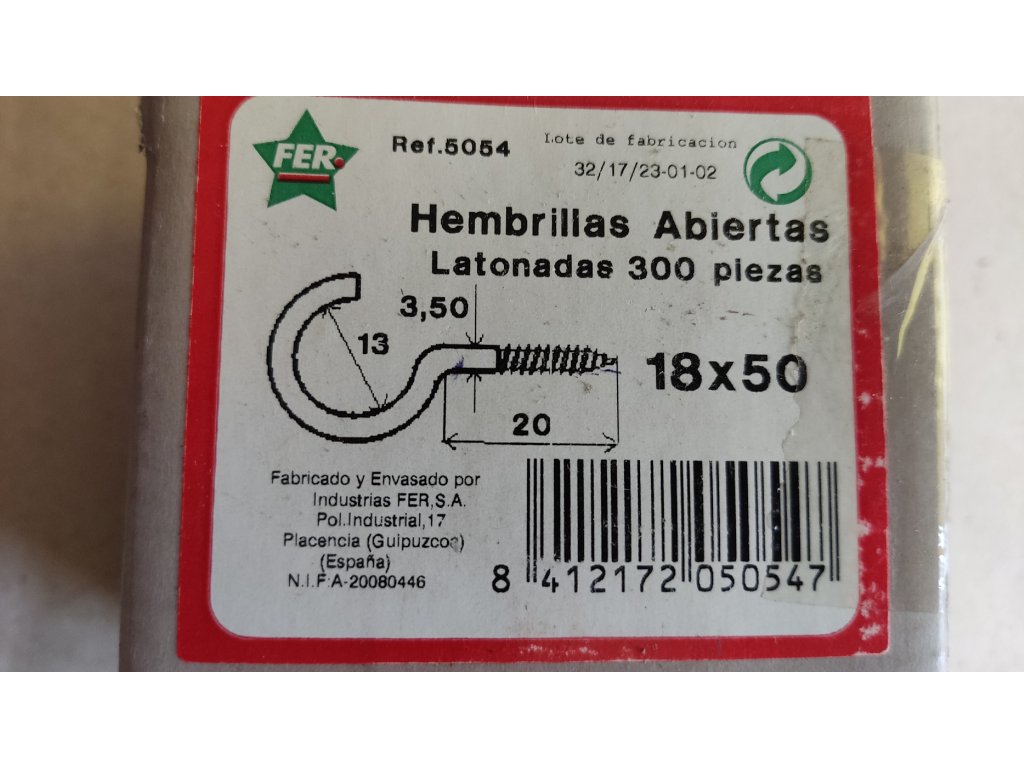 FER.
Ref.5054
Lote de fabricacion
32/17/23-01-02
Hembrillas Abiertas
Latonadas 300 piezas
3,50
13
18x50
20
Fabricado y Envasado por
Industrias FER,S.A.
Pol.Industrial,17
Placencia (Guipuzcoa)
(España)
N.I.F.A-20080446
8 412172 050547